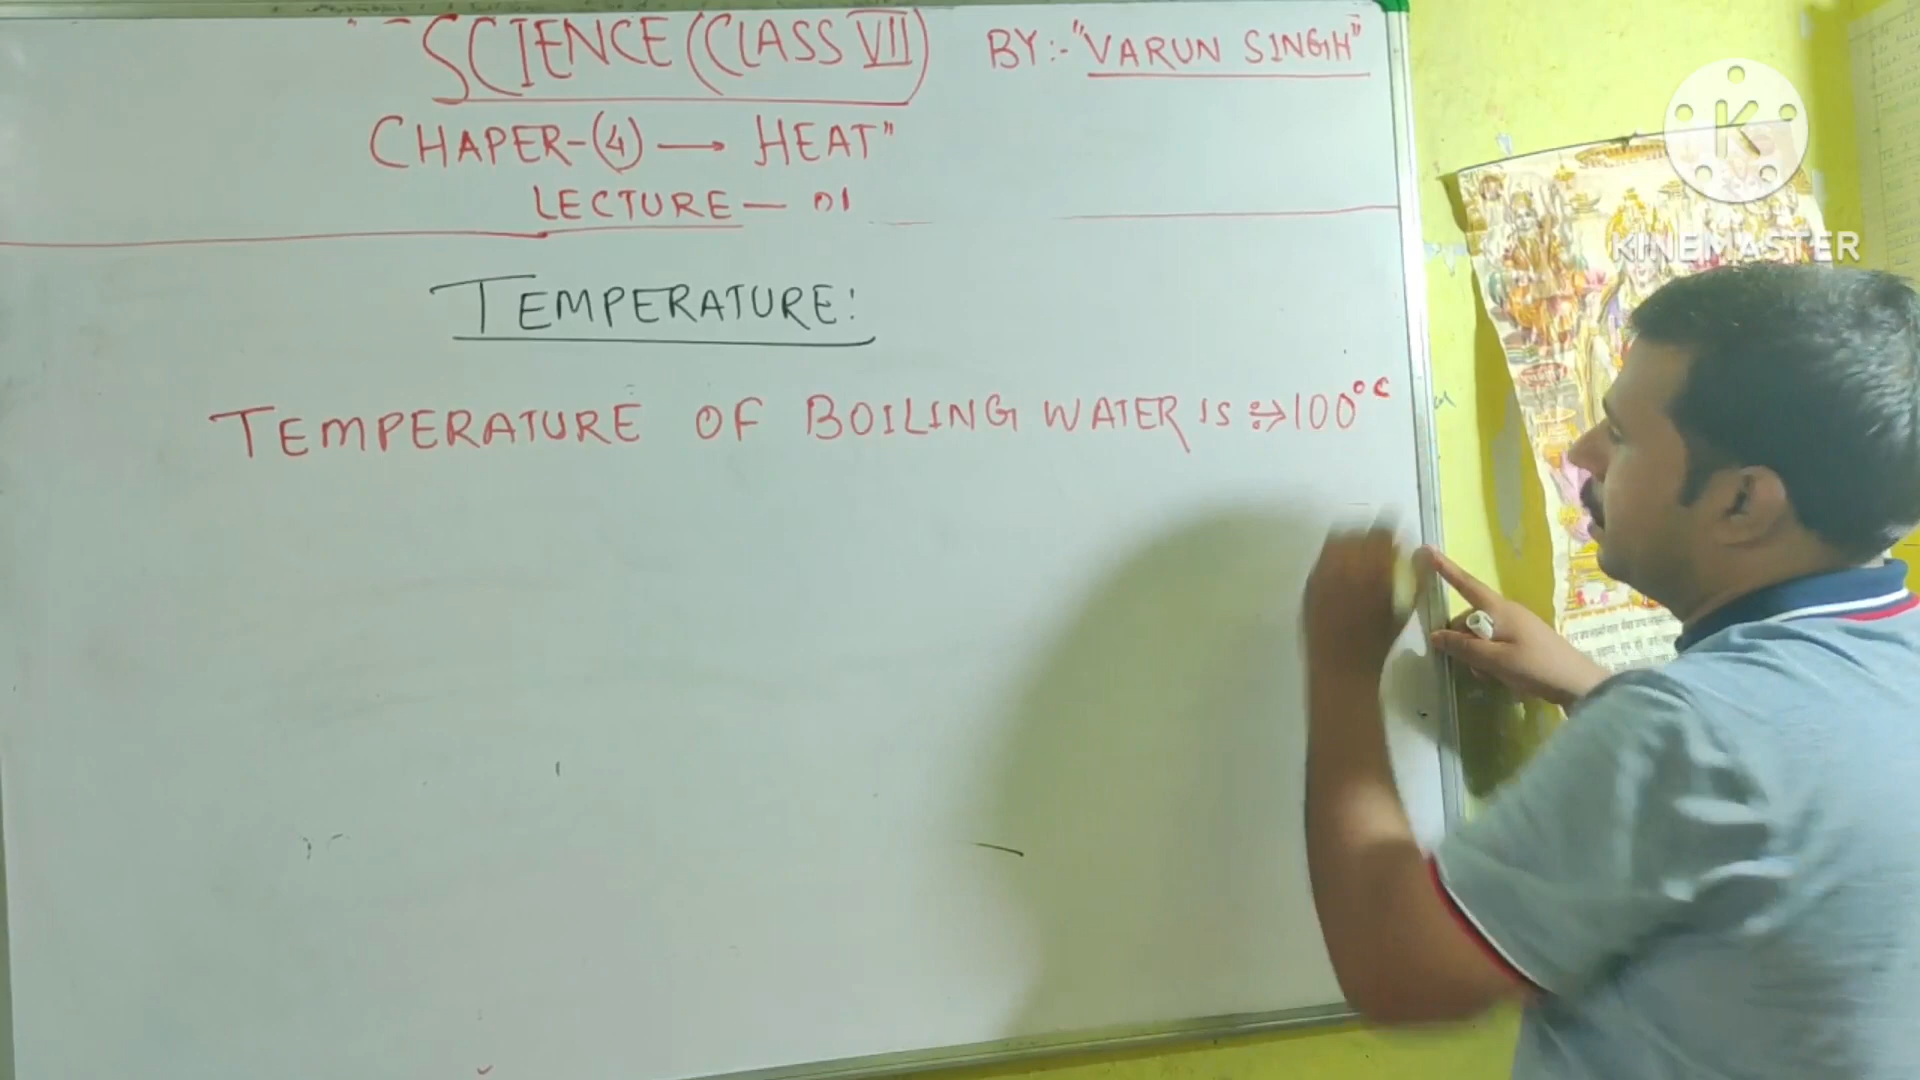 SCIENCE (CLASS VII) BY:- "VARUN SINGH"
CHAPER-(4) → HEAT"
LECTURE — 01
TEMPERATURE:
TEMPERATURE OF BOILING WATER IS :→ 100°C
K
KINEMASTER